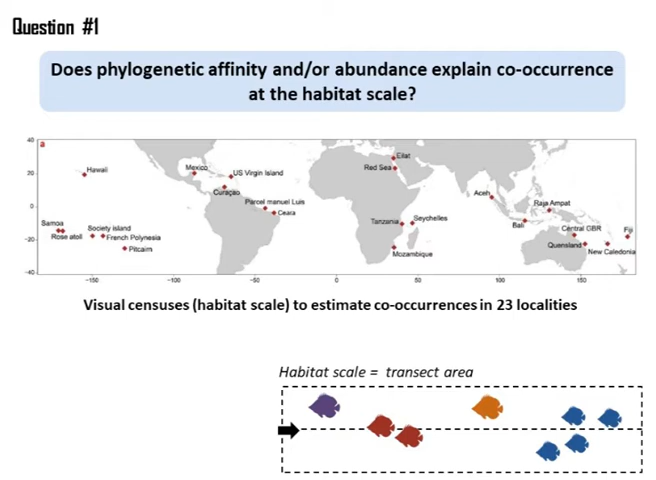 Question #1
Does phylogenetic affinity and/or abundance explain co-occurrence
at the habitat scale?
a
40
20
0
−20
−40
Hawaii
Mexico
US Virgin Island
Curaçao
Parcel manuel Luis
Ceara
Samoa
Rose atoll
Society island
French Polynesia
Pitcairn
Eilat
Red Sea
Tanzania
Seychelles
Mozambique
Aceh
Raja Ampat
Bali
Central GBR
Fiji
Queensland
New Caledonia
−150
−100
−50
0
50
100
150
Visual censuses (habitat scale) to estimate co-occurrences in 23 localities
Habitat scale = transect area